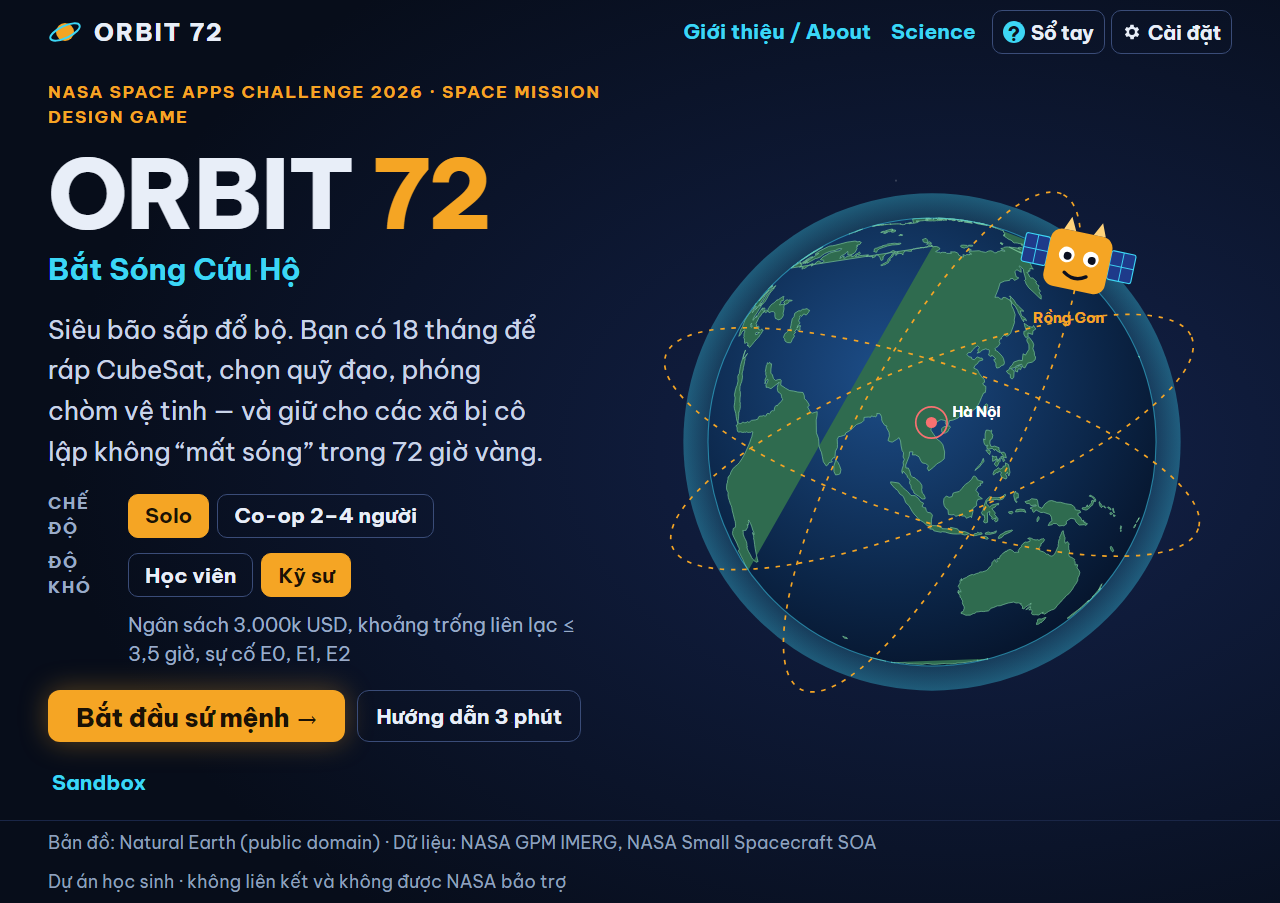 ORBIT 72
Giới thiệu / About
Science
? Sổ tay
Cài đặt
NASA SPACE APPS CHALLENGE 2026 · SPACE MISSION
DESIGN GAME
ORBIT 72
Bắt Sóng Cứu Hộ
Siêu bão sắp đổ bộ. Bạn có 18 tháng để
ráp CubeSat, chọn quỹ đạo, phóng
chòm vệ tinh — và giữ cho các xã bị cô
lập không “mất sóng” trong 72 giờ vàng.
CHẾ
ĐỘ
Solo
Co-op 2–4 người
ĐỘ
KHÓ
Học viên
Kỹ sư
Ngân sách 3.000k USD, khoảng trống liên lạc ≤
3,5 giờ, sự cố E0, E1, E2
Bắt đầu sứ mệnh →
Hướng dẫn 3 phút
Sandbox
Rồng Gơn
Hà Nội
Bản đồ: Natural Earth (public domain) · Dữ liệu: NASA GPM IMERG, NASA Small Spacecraft SOA
Dự án học sinh · không liên kết và không được NASA bảo trợ